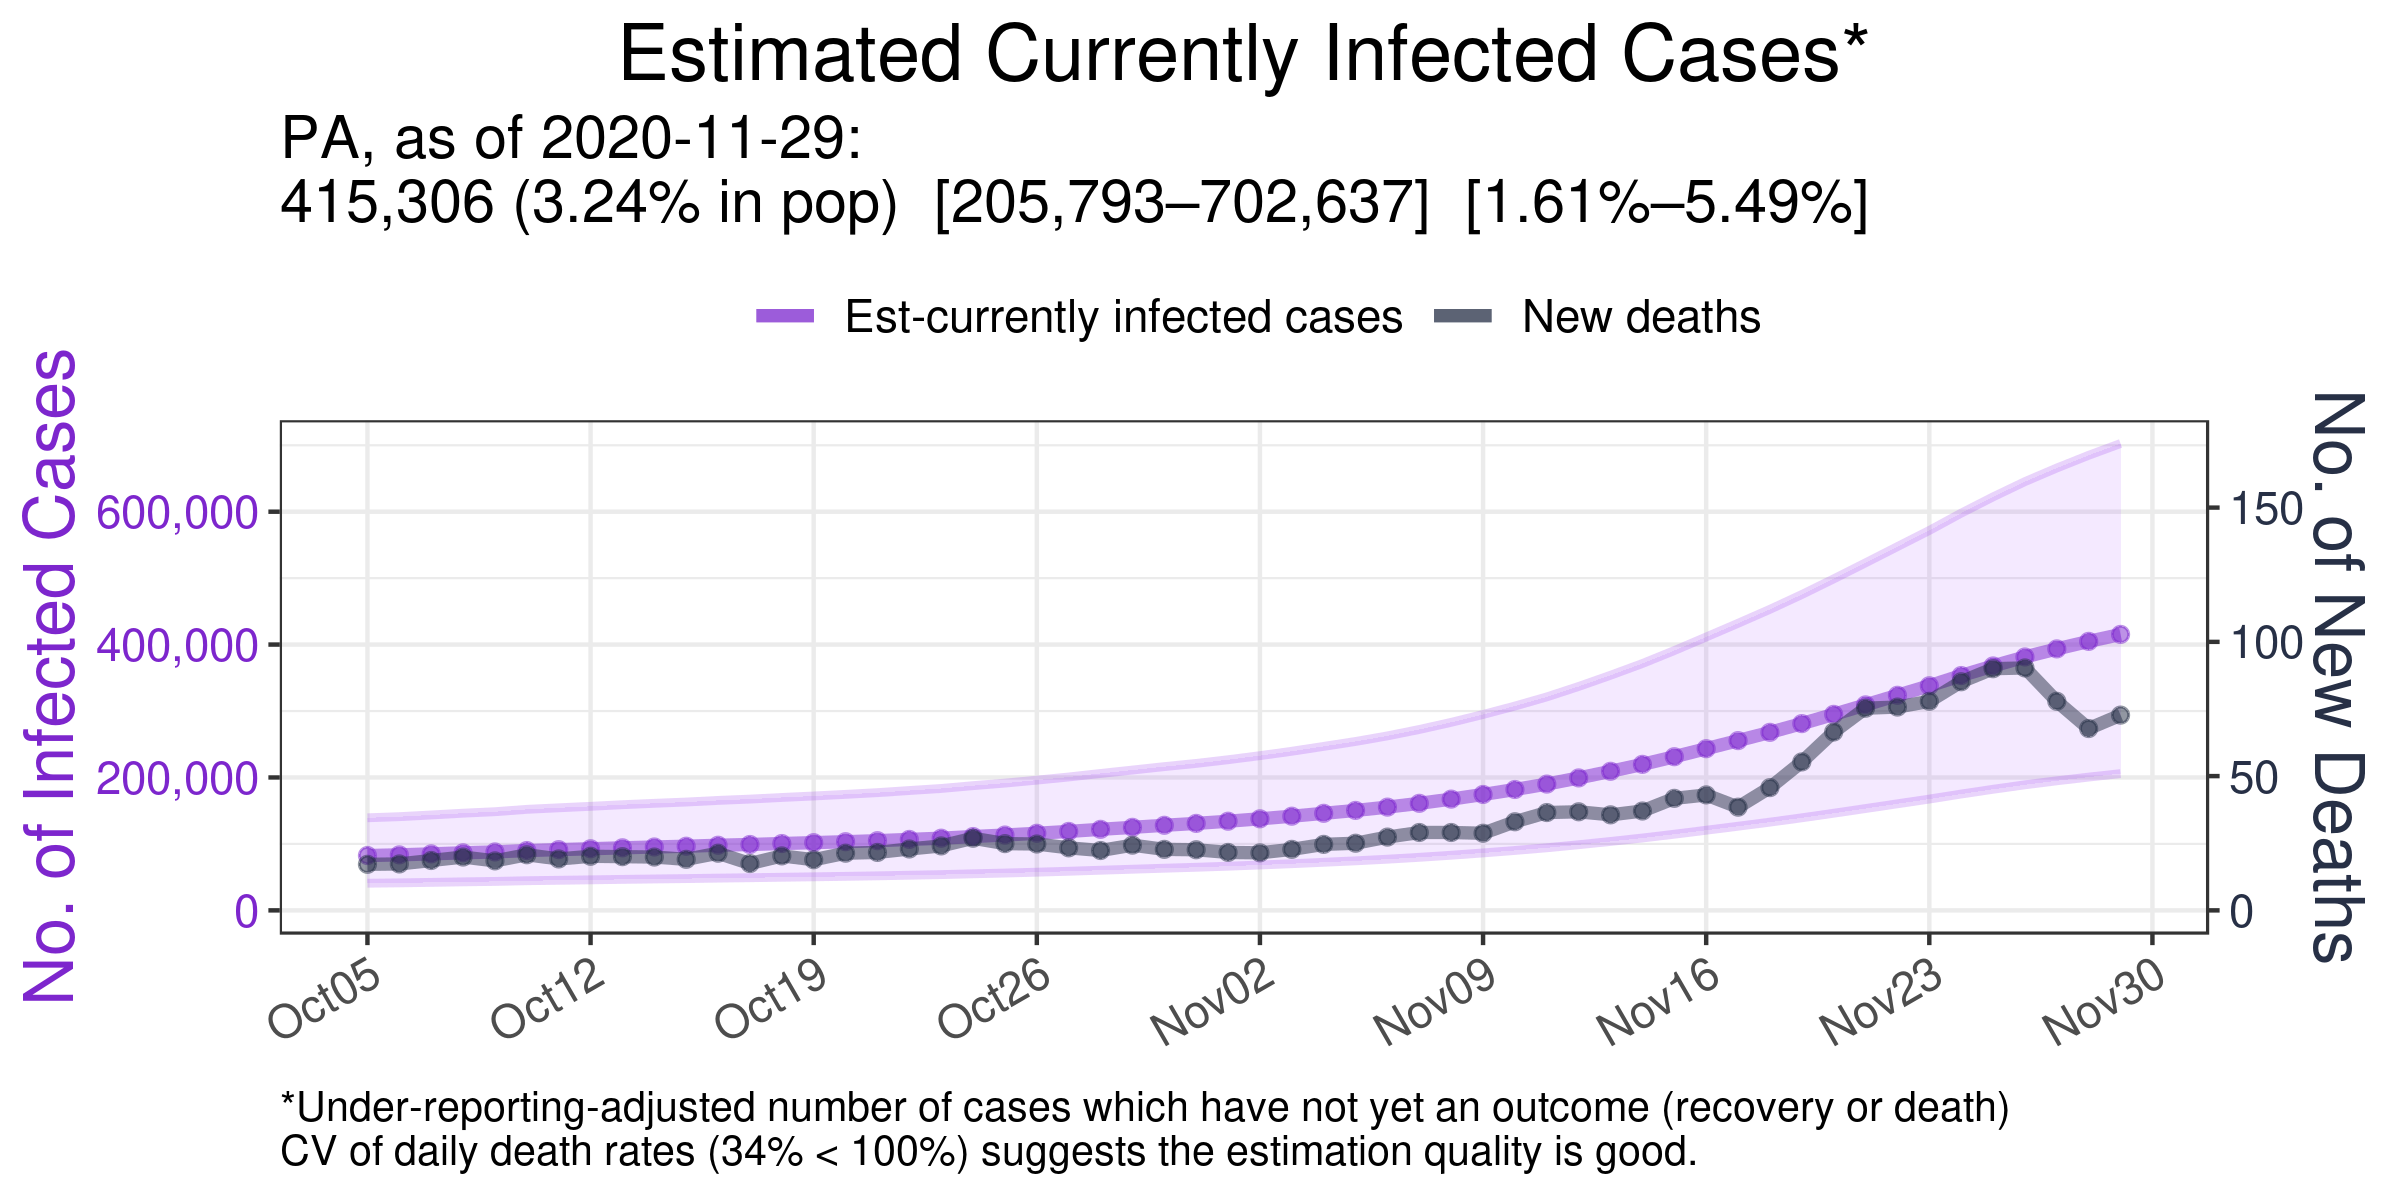 Estimated Currently Infected Cases*
PA, as of 2020-11-29:
415,306 (3.24% in pop)  [205,793–702,637]  [1.61%–5.49%]
Est-currently infected cases
New deaths
No. of Infected Cases
600,000
400,000
200,000
0
150
100
50
0
No. of New Deaths
Oct05
Oct12
Oct19
Oct26
Nov02
Nov09
Nov16
Nov23
Nov30
*Under-reporting-adjusted number of cases which have not yet an outcome (recovery or death)
CV of daily death rates (34% < 100%) suggests the estimation quality is good.